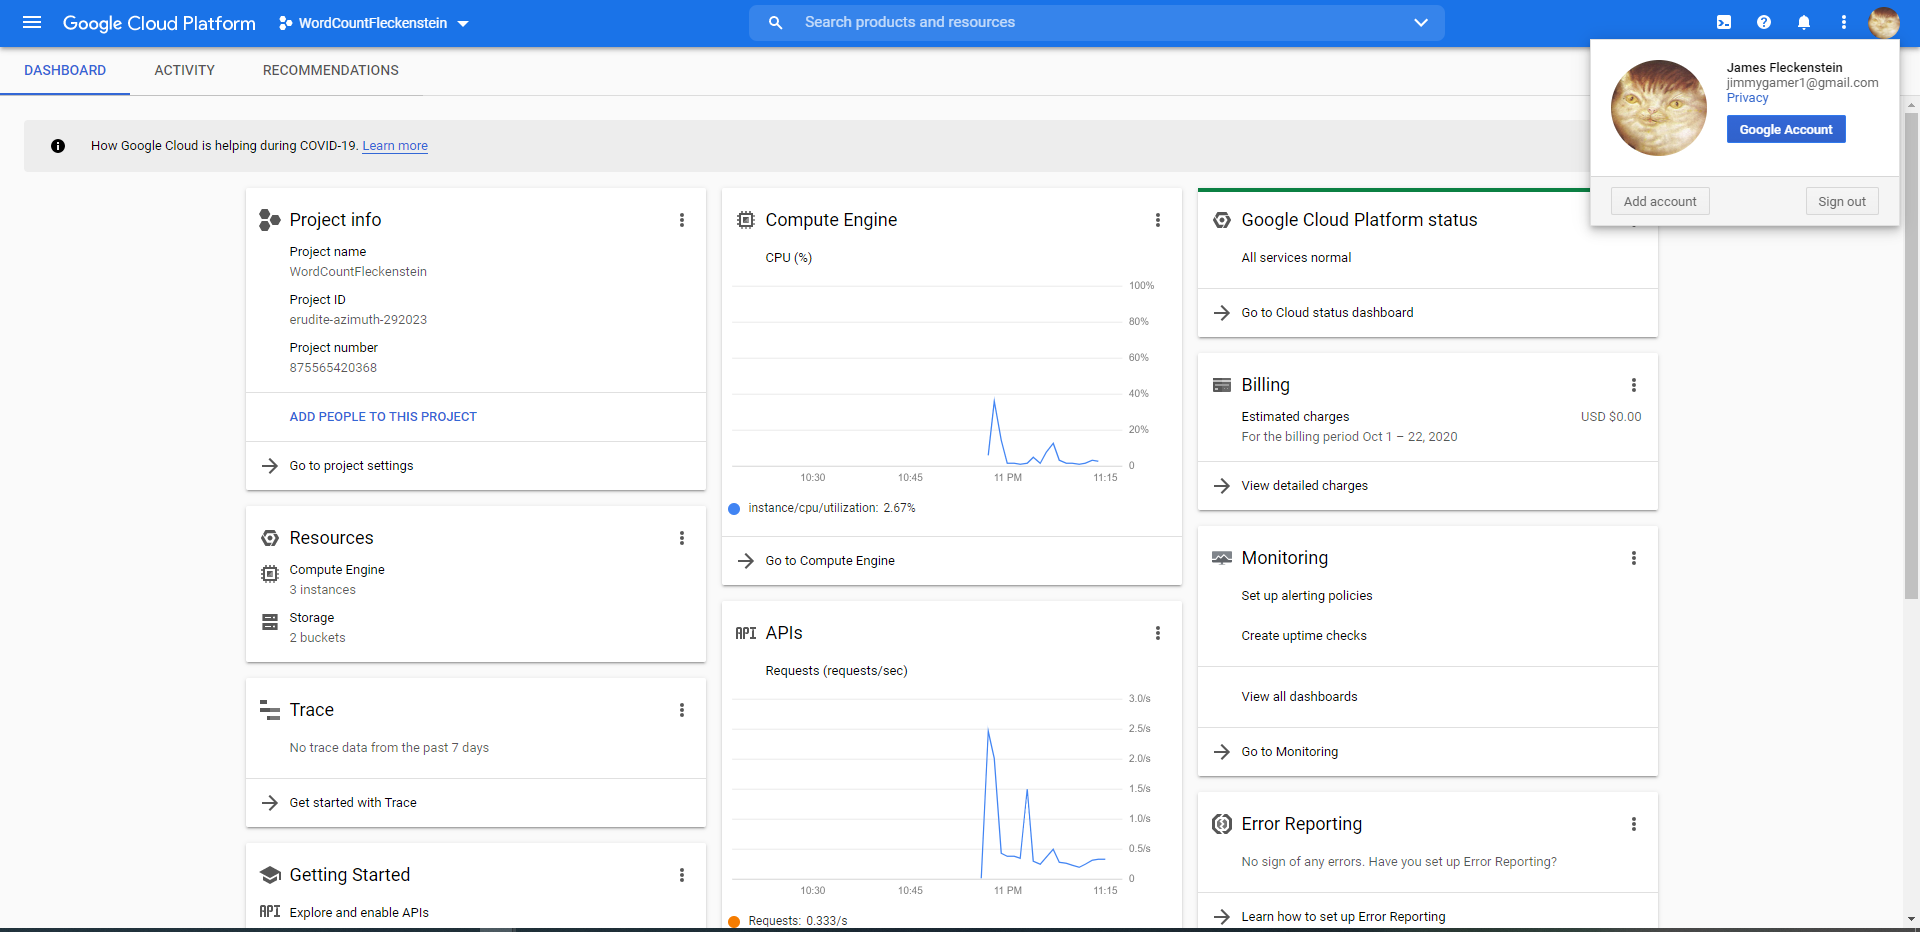 Google Cloud Platform
WordCountFleckenstein
Search products and resources
DASHBOARD
ACTIVITY
RECOMMENDATIONS
James Fleckenstein
jimmygamer1@gmail.com
Privacy
Google Account
Add account
Sign out
How Google Cloud is helping during COVID-19. Learn more
Project info
Project name
WordCountFleckenstein
Project ID
erudite-azimuth-292023
Project number
875565420368
ADD PEOPLE TO THIS PROJECT
Go to project settings
Resources
Compute Engine
3 instances
Storage
2 buckets
Trace
No trace data from the past 7 days
Get started with Trace
Getting Started
API Explore and enable APIs
Compute Engine
CPU (%)
100%
80%
60%
40%
20%
0
10:30
10:45
11 PM
11:15
instance/cpu/utilization: 2.67%
Go to Compute Engine
API APIs
Requests (requests/sec)
3.0/s
2.5/s
2.0/s
1.5/s
1.0/s
0.5/s
0
10:30
10:45
11 PM
11:15
Requests: 0.333/s
Google Cloud Platform status
All services normal
Go to Cloud status dashboard
Billing
Estimated charges
USD $0.00
For the billing period Oct 1 – 22, 2020
View detailed charges
Monitoring
Set up alerting policies
Create uptime checks
View all dashboards
Go to Monitoring
Error Reporting
No sign of any errors. Have you set up Error Reporting?
Learn how to set up Error Reporting